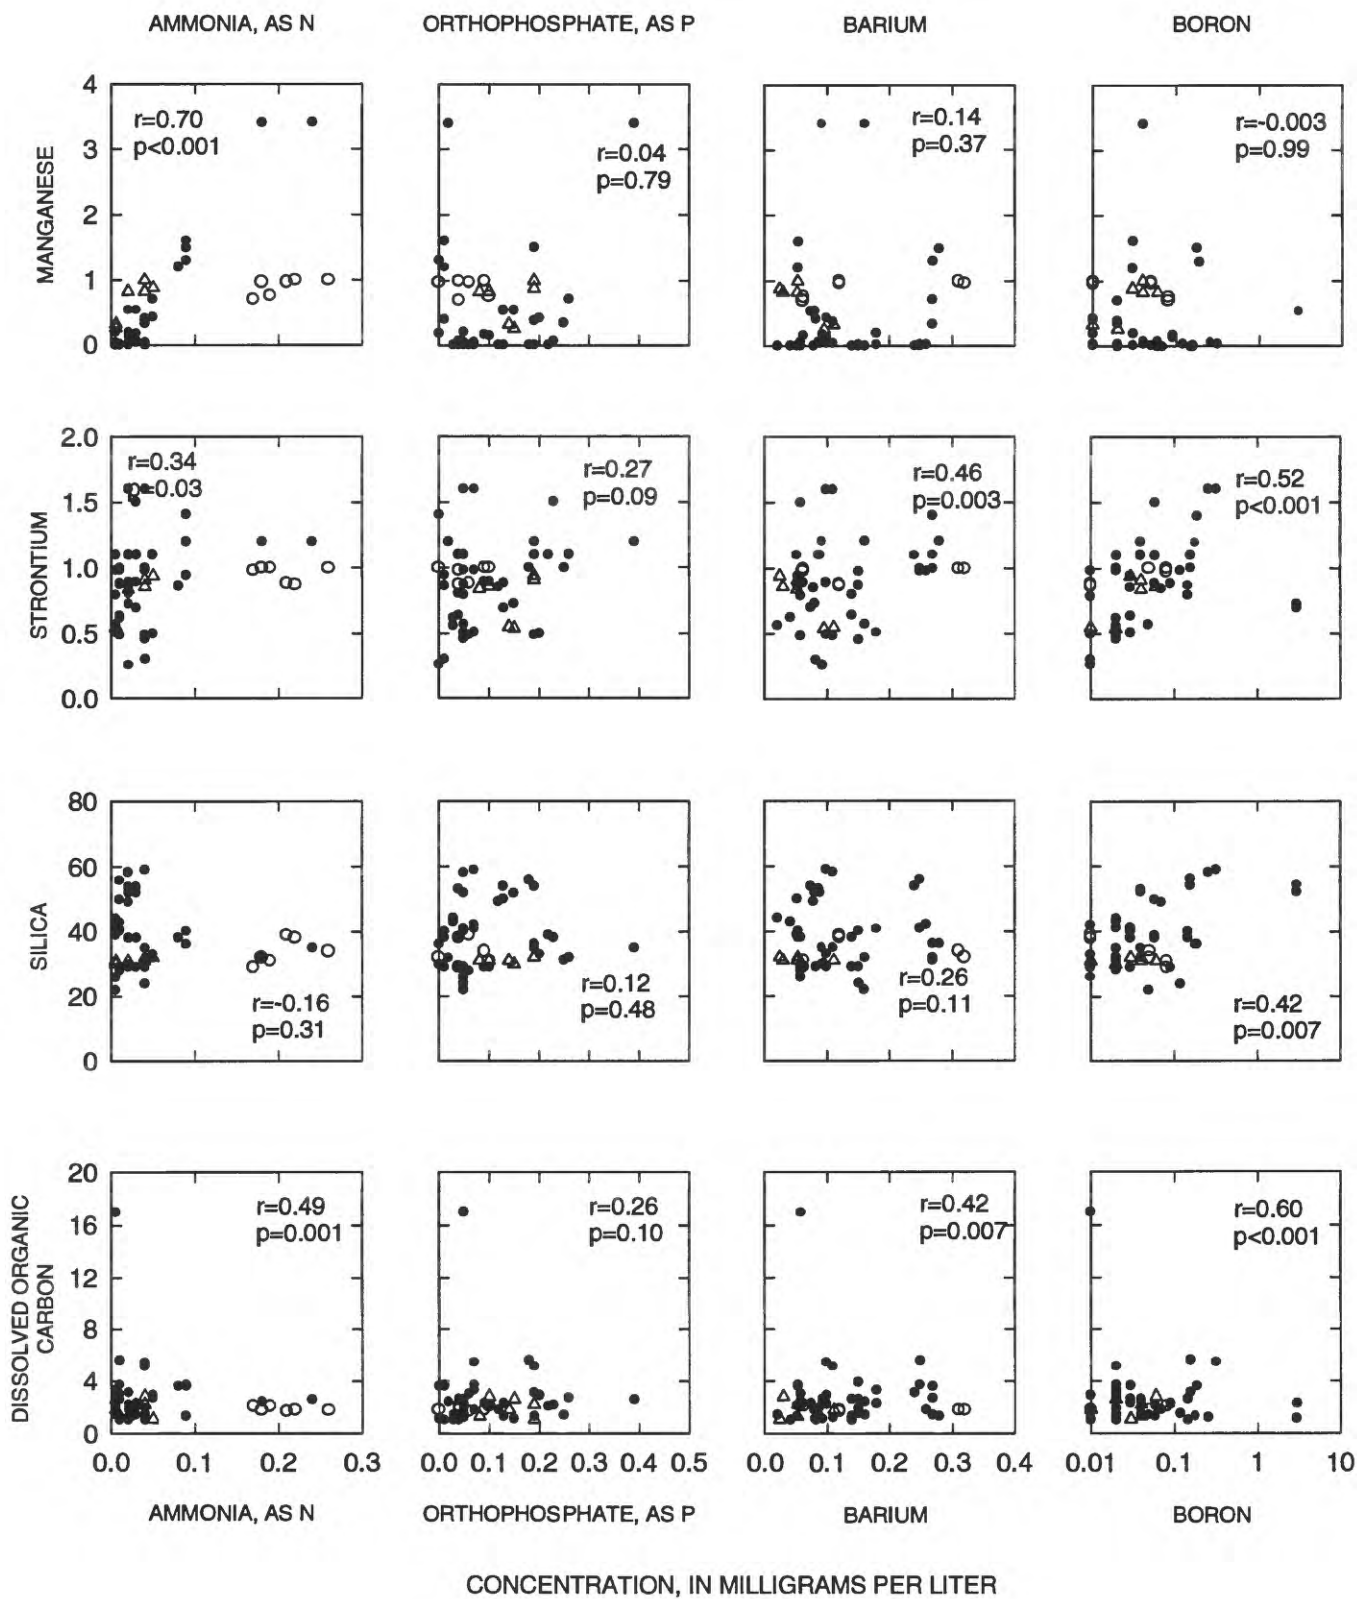 AMMONIA, AS N
ORTHOPHOSPHATE, AS P
BARIUM
BORON
MANGANESE
4
3
2
1
0
r=0.70
p<0.001
r=0.04
p=0.79
r=0.14
p=0.37
r=-0.003
p=0.99
STRONTIUM
2.0
1.5
1.0
0.5
0.0
r=0.34
p=0.03
r=0.27
p=0.09
r=0.46
p=0.003
r=0.52
p<0.001
SILICA
80
60
40
20
0
r=-0.16
p=0.31
r=0.12
p=0.48
r=0.26
p=0.11
r=0.42
p=0.007
DISSOLVED ORGANIC
CARBON
20
16
12
8
4
0
r=0.49
p=0.001
r=0.26
p=0.10
r=0.42
p=0.007
r=0.60
p<0.001
0.0 0.1 0.2 0.3
0.0 0.1 0.2 0.3 0.4 0.5
0.0 0.1 0.2 0.3 0.4
0.01 0.1 1 10
AMMONIA, AS N
ORTHOPHOSPHATE, AS P
BARIUM
BORON
CONCENTRATION, IN MILLIGRAMS PER LITER